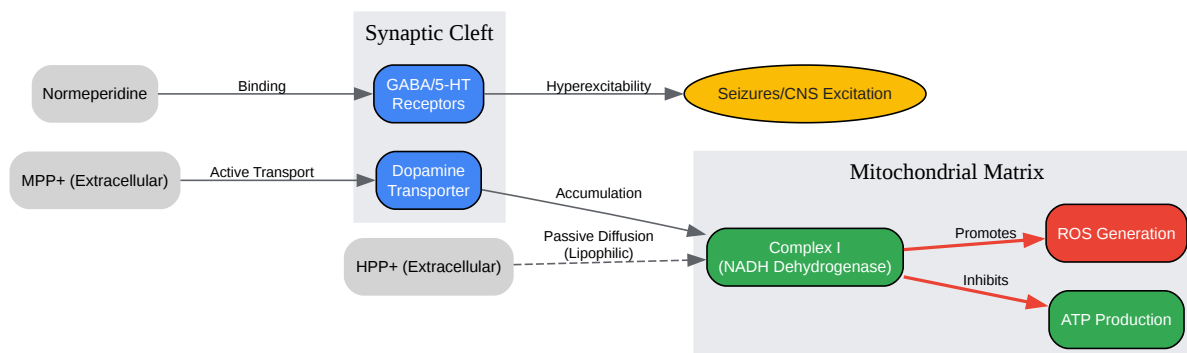 Synaptic Cleft
Normeperidine
Binding
GABA/5-HT
Receptors
Hyperexcitability
Seizures/CNS Excitation
MPP+ (Extracellular)
Active Transport
Dopamine
Transporter
Accumulation
Mitochondrial Matrix
HPP+ (Extracellular)
Passive Diffusion
(Lipophilic)
Complex I
(NADH Dehydrogenase)
Promotes
ROS Generation
Inhibits
ATP Production